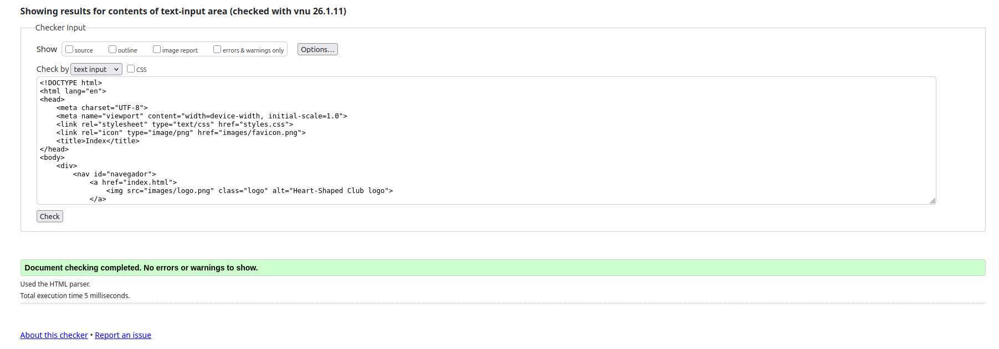 Showing results for contents of text-input area (checked with vnu 26.1.11)
Checker Input
Show source outline image report errors & warnings only Options...
Check by text input css
<!DOCTYPE html>
<html lang="en">
<head>
    <meta charset="UTF-8">
    <meta name="viewport" content="width=device-width, initial-scale=1.0">
    <link rel="stylesheet" type="text/css" href="styles.css">
    <link rel="icon" type="image/png" href="images/favicon.png">
    <title>Index</title>
</head>
<body>
    <div>
        <nav id="navegador">
            <a href="index.html">
                <img src="images/logo.png" class="logo" alt="Heart-Shaped Club logo">
            </a>
Check
Document checking completed. No errors or warnings to show.
Used the HTML parser.
Total execution time 5 milliseconds.
About this checker • Report an issue